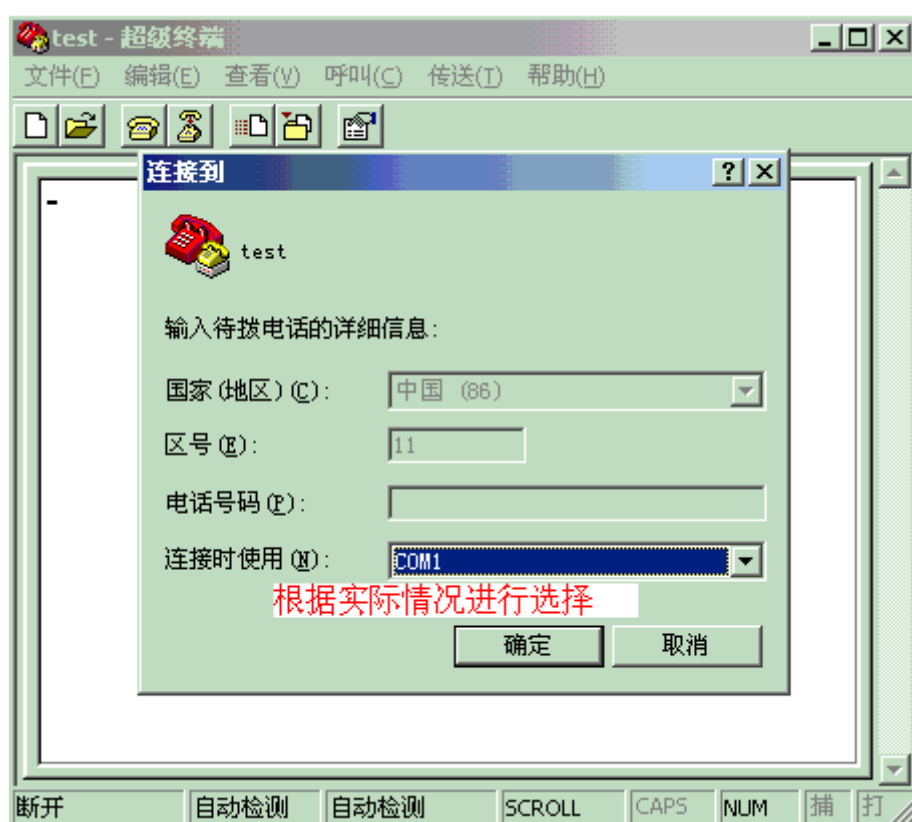 test - 超级终端
文件(F) 编辑(E) 查看(V) 呼叫(C) 传送(T) 帮助(H)
连接到
test
输入待拨电话的详细信息:
国家(地区)(C): 中国 (86)
区号(E): 11
电话号码(P):
连接时使用(N): COM1
根据实际情况进行选择
确定 取消
断开 自动检测 自动检测 SCROLL CAPS NUM 捕 打